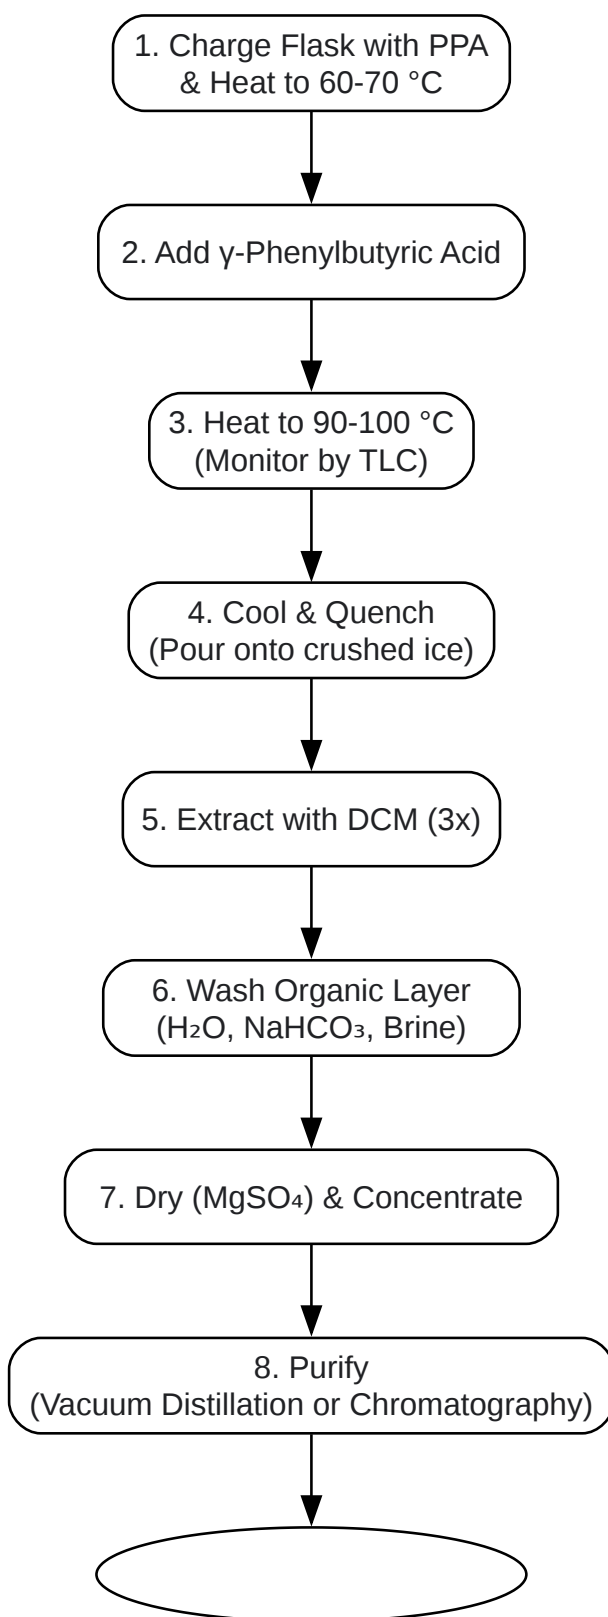 1. Charge Flask with PPA
& Heat to 60-70 °C
2. Add γ-Phenylbutyric Acid
3. Heat to 90-100 °C
(Monitor by TLC)
4. Cool & Quench
(Pour onto crushed ice)
5. Extract with DCM (3x)
6. Wash Organic Layer
(H₂O, NaHCO₃, Brine)
7. Dry (MgSO₄) & Concentrate
8. Purify
(Vacuum Distillation or Chromatography)